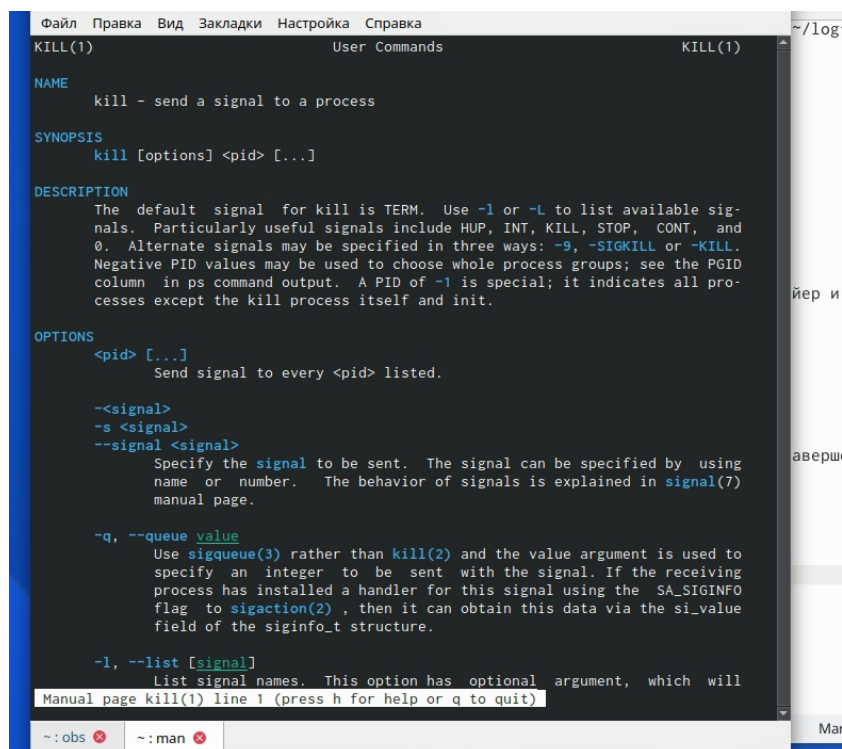 Файл Правка Вид Закладки Настройка Справка
KILL(1) User Commands KILL(1)
NAME
kill – send a signal to a process
SYNOPSIS
kill [options] <pid> [...]
DESCRIPTION
The default signal for kill is TERM. Use -l or -L to list available sig-
nals. Particularly useful signals include HUP, INT, KILL, STOP, CONT, and
0. Alternate signals may be specified in three ways: -9, -SIGKILL or -KILL.
Negative PID values may be used to choose whole process groups; see the PGID
column in ps command output. A PID of -1 is special; it indicates all pro-
cesses except the kill process itself and init.
OPTIONS
<pid> [...]
Send signal to every <pid> listed.
-<signal>
-s <signal>
--signal <signal>
Specify the signal to be sent. The signal can be specified by using
name or number. The behavior of signals is explained in signal(7)
manual page.
-q, --queue value
Use sigqueue(3) rather than kill(2) and the value argument is used to
specify an integer to be sent with the signal. If the receiving
process has installed a handler for this signal using the SA_SIGINFO
flag to sigaction(2) , then it can obtain this data via the si_value
field of the siginfo_t structure.
-l, --list [signal]
List signal names. This option has optional argument, which will
Manual page kill(1) line 1 (press h for help or q to quit)
~ : obs ~ : man
~/log
йер и
аверш
Mar